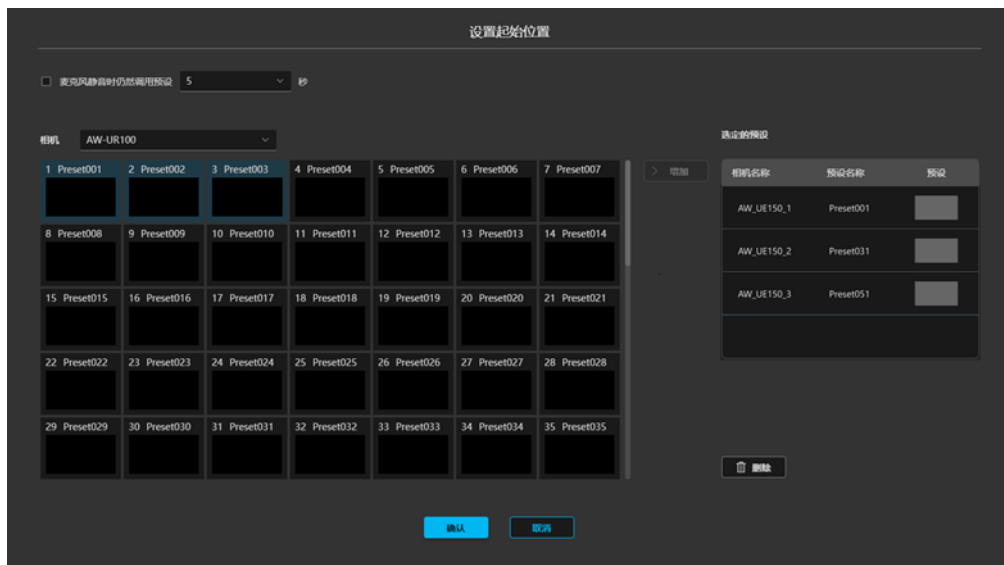 设置起始位置
麦克风静音时仍然调用预设 5 秒
相机 AW-UR100
选定的预设
1 Preset001 2 Preset002 3 Preset003 4 Preset004 5 Preset005 6 Preset006 7 Preset007
> 增加
相机名称 预设名称 预设
AW_UE150_1 Preset001
8 Preset008 9 Preset009 10 Preset010 11 Preset011 12 Preset012 13 Preset013 14 Preset014
AW_UE150_2 Preset031
15 Preset015 16 Preset016 17 Preset017 18 Preset018 19 Preset019 20 Preset020 21 Preset021
AW_UE150_3 Preset051
22 Preset022 23 Preset023 24 Preset024 25 Preset025 26 Preset026 27 Preset027 28 Preset028
29 Preset029 30 Preset030 31 Preset031 32 Preset032 33 Preset033 34 Preset034 35 Preset035
删除
确认 取消